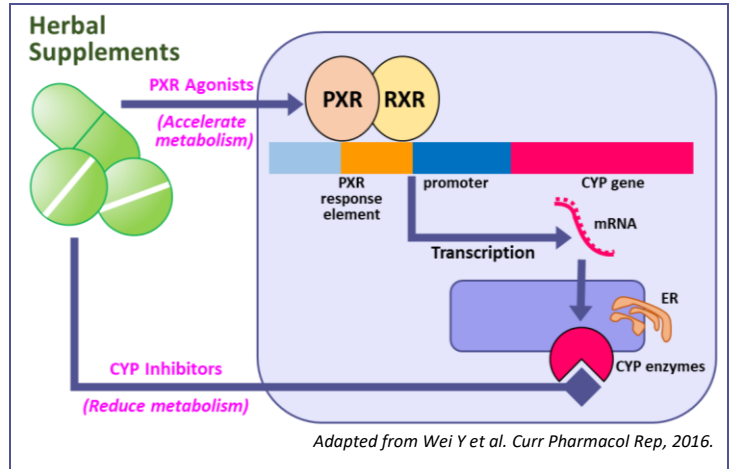 Herbal
Supplements
PXR Agonists
(Accelerate
metabolism)
PXR
RXR
PXR
response
element
promoter
CYP gene
mRNA
Transcription
ER
CYP enzymes
CYP Inhibitors
(Reduce metabolism)
Adapted from Wei Y et al. Curr Pharmacol Rep, 2016.